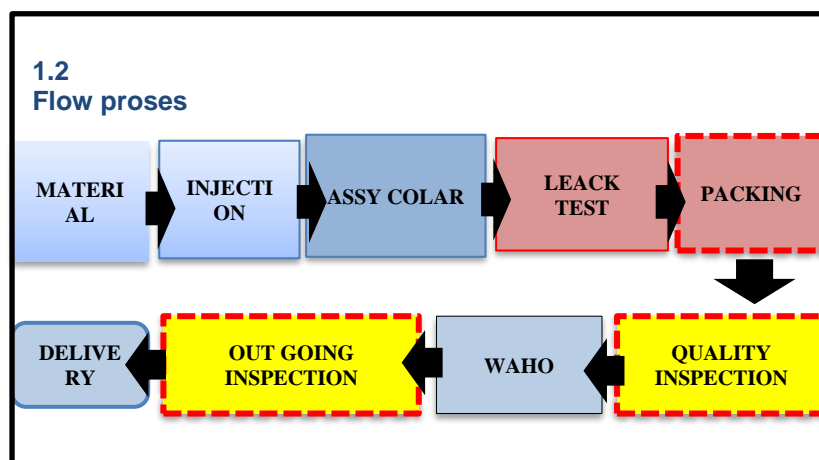 1.2
Flow proses
MATERI
AL
INJECTI
ON
ASSY COLAR
LEACK
TEST
PACKING
DELIVE
RY
OUT GOING
INSPECTION
WAHO
QUALITY
INSPECTION